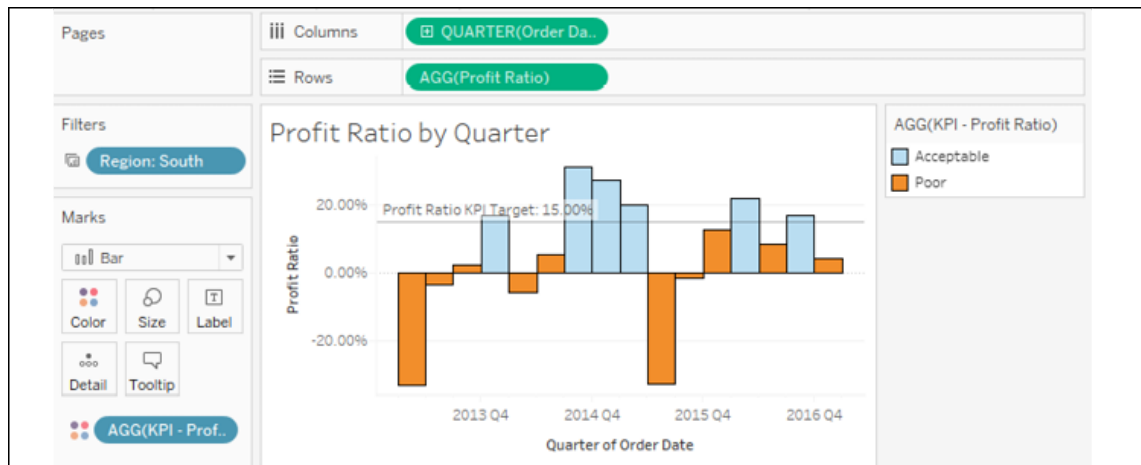 Pages
Columns
QUARTER(Order Da..
Rows
AGG(Profit Ratio)
Filters
Region: South
Marks
Bar
Color Size Label
Detail Tooltip
AGG(KPI - Prof..
Profit Ratio by Quarter
20.00%
Profit Ratio KPI Target: 15.00%
0.00%
-20.00%
Profit Ratio
2013 Q4 2014 Q4 2015 Q4 2016 Q4
Quarter of Order Date
AGG(KPI - Profit Ratio)
Acceptable
Poor